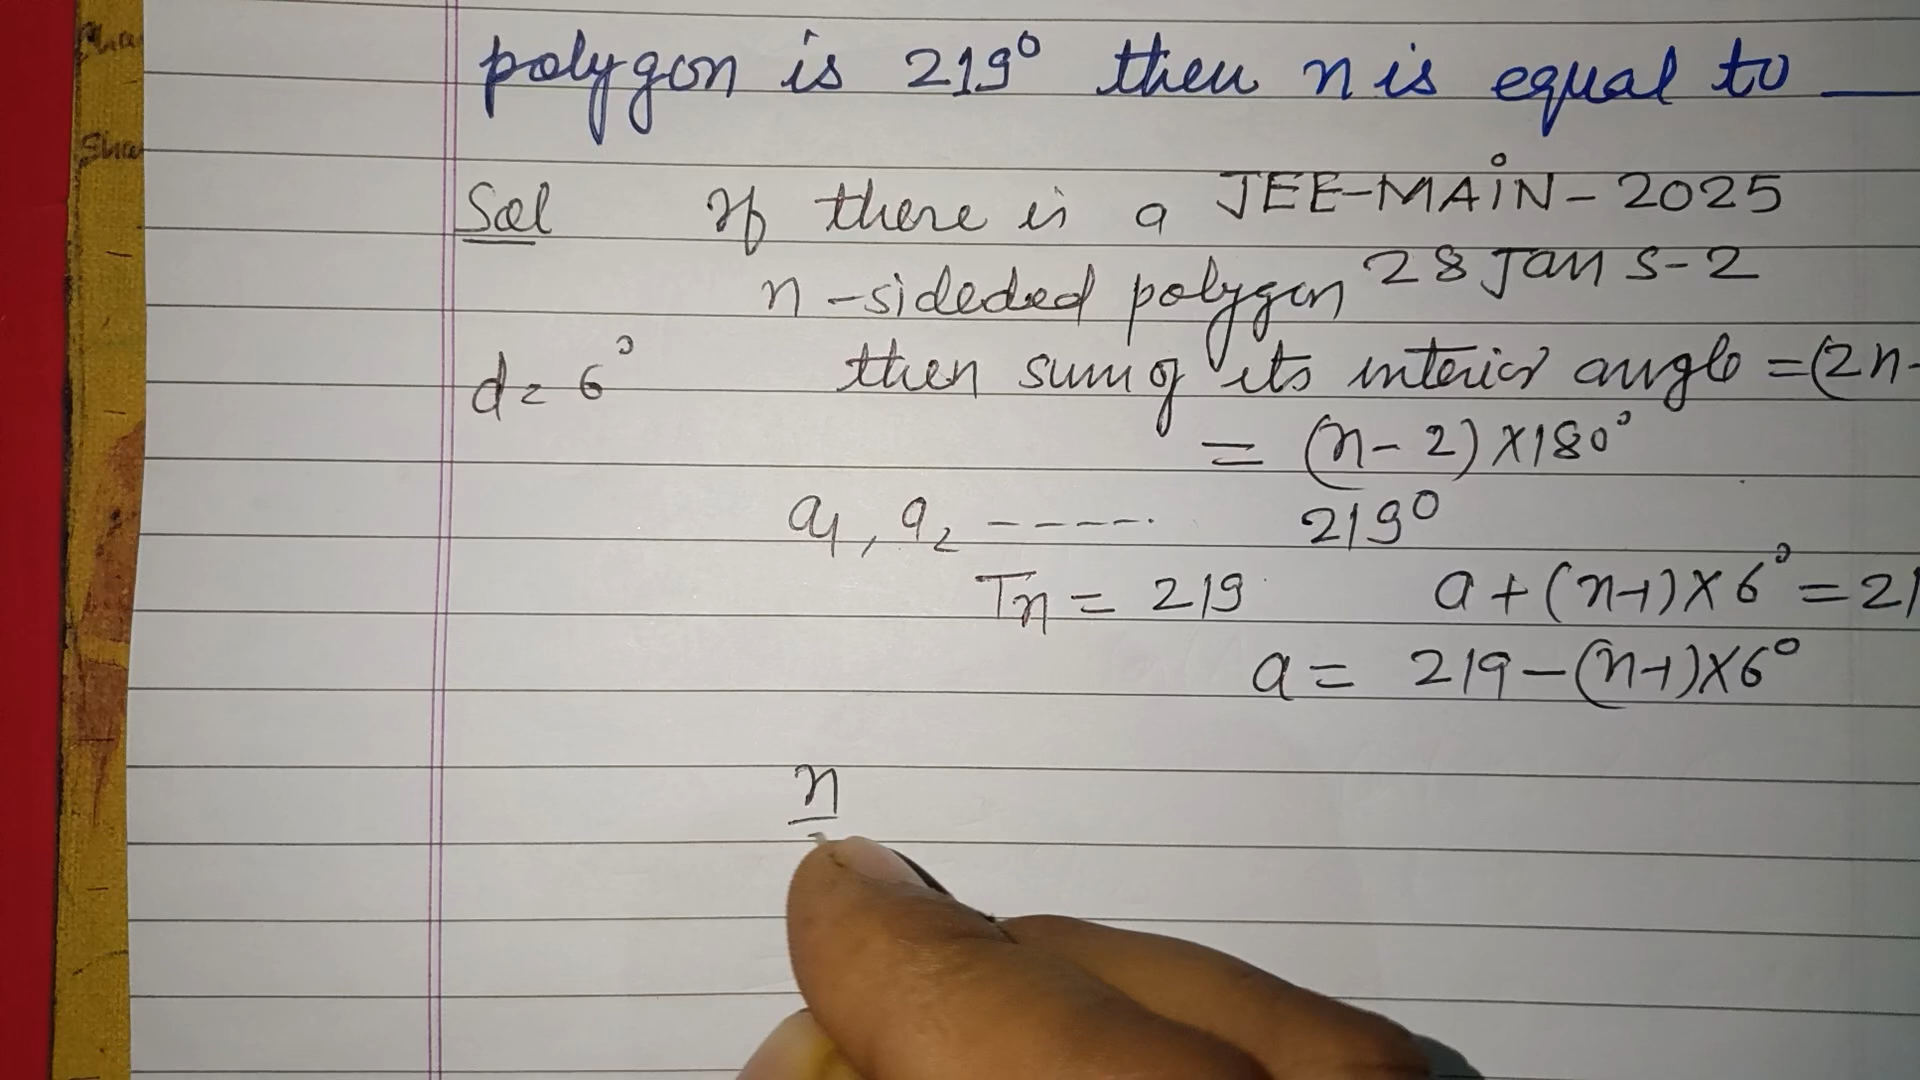 polygon is 219° then n is equal to __
Sol If there is a JEE-MAIN-2025
n-sideded polygon 28 Jan S-2
d = 6° then sum of its interior angle = (2n-
= (n-2)×180°
a1, a2 ----- 219°
Tn = 219 a+(n-1)×6° = 21
a = 219-(n-1)×6°
n